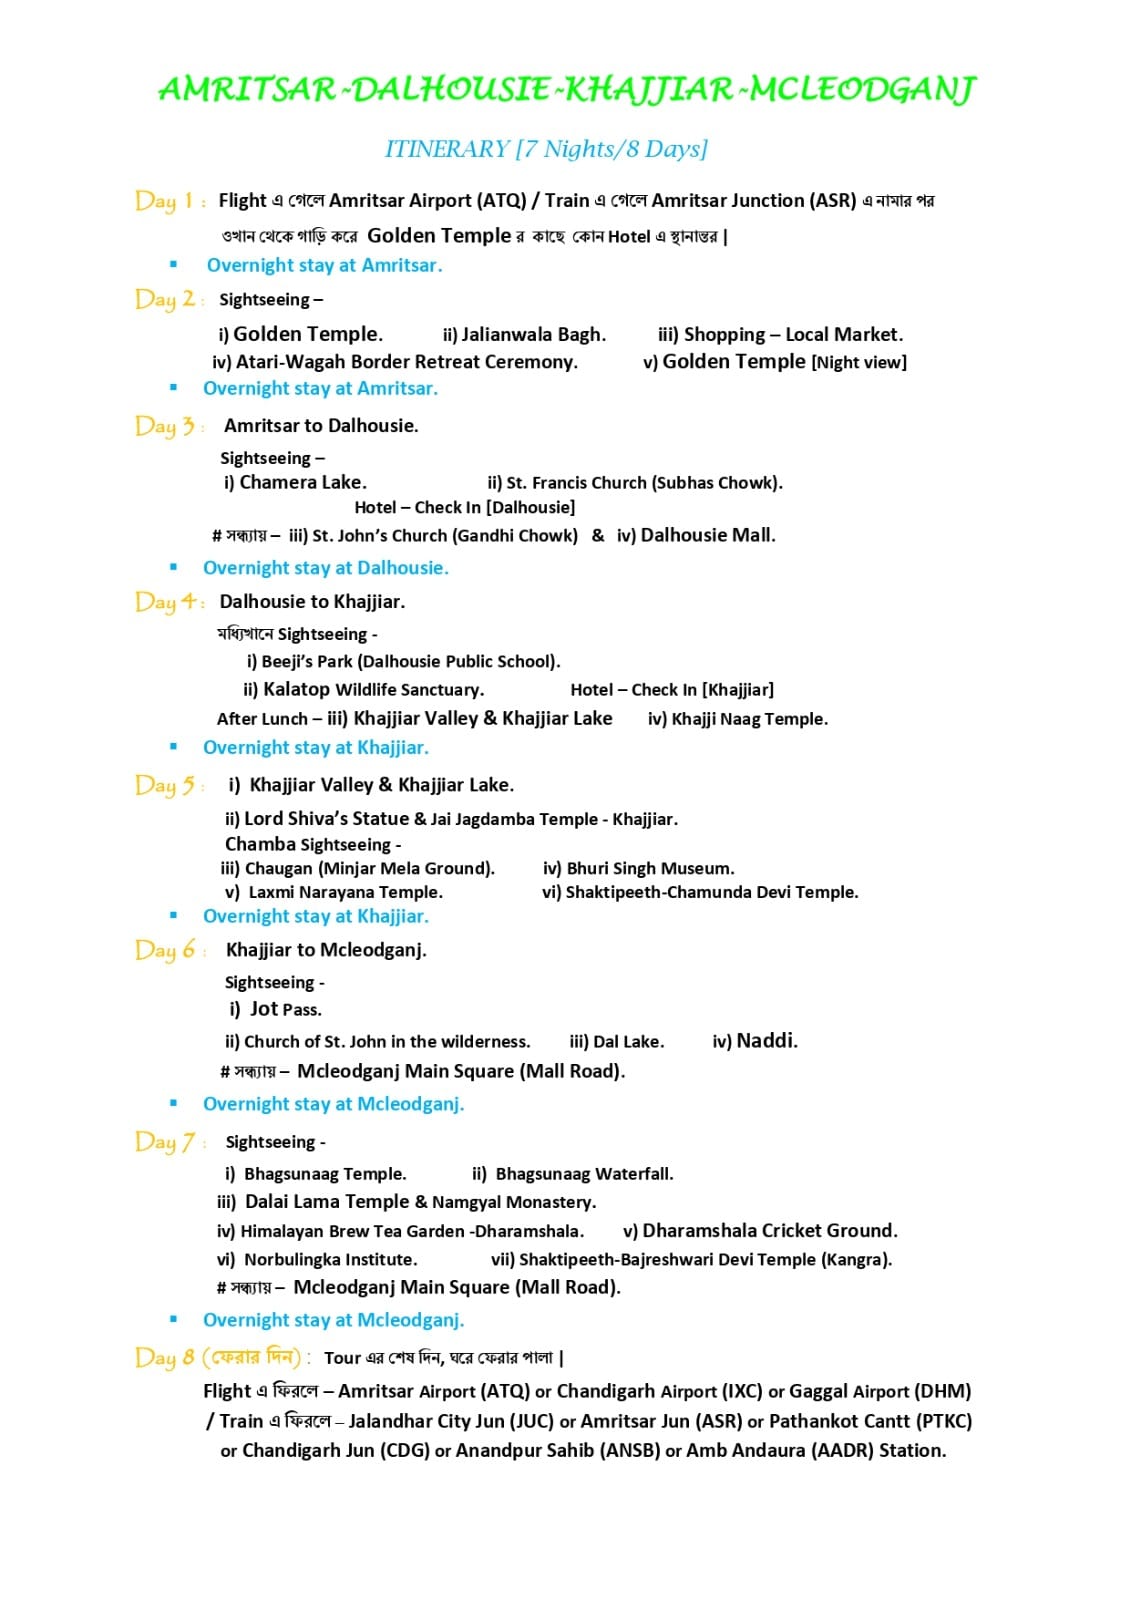 AMRITSAR-DALHOUSIE-KHAJJIAR-MCLEODGANJ
ITINERARY [7 Nights/8 Days]
Day 1 : Flight এ গেলে Amritsar Airport (ATQ) / Train এ গেলে Amritsar Junction (ASR) এ নামার পর
ওখান থেকে গাড়ি করে Golden Temple র কাছে কোন Hotel এ স্থানান্তর |
▪ Overnight stay at Amritsar.
Day 2 : Sightseeing –
i) Golden Temple. ii) Jalianwala Bagh. iii) Shopping – Local Market.
iv) Atari-Wagah Border Retreat Ceremony. v) Golden Temple [Night view]
▪ Overnight stay at Amritsar.
Day 3 : Amritsar to Dalhousie.
Sightseeing –
i) Chamera Lake. ii) St. Francis Church (Subhas Chowk).
Hotel – Check In [Dalhousie]
# সন্ধ্যায় – iii) St. John’s Church (Gandhi Chowk) & iv) Dalhousie Mall.
▪ Overnight stay at Dalhousie.
Day 4 : Dalhousie to Khajjiar.
মধ্যিখানে Sightseeing -
i) Beeji’s Park (Dalhousie Public School).
ii) Kalatop Wildlife Sanctuary. Hotel – Check In [Khajjiar]
After Lunch – iii) Khajjiar Valley & Khajjiar Lake iv) Khajji Naag Temple.
▪ Overnight stay at Khajjiar.
Day 5 : i) Khajjiar Valley & Khajjiar Lake.
ii) Lord Shiva’s Statue & Jai Jagdamba Temple - Khajjiar.
Chamba Sightseeing -
iii) Chaugan (Minjar Mela Ground). iv) Bhuri Singh Museum.
v) Laxmi Narayana Temple. vi) Shaktipeeth-Chamunda Devi Temple.
▪ Overnight stay at Khajjiar.
Day 6 : Khajjiar to Mcleodganj.
Sightseeing -
i) Jot Pass.
ii) Church of St. John in the wilderness. iii) Dal Lake. iv) Naddi.
# সন্ধ্যায় – Mcleodganj Main Square (Mall Road).
▪ Overnight stay at Mcleodganj.
Day 7 : Sightseeing -
i) Bhagsunaag Temple. ii) Bhagsunaag Waterfall.
iii) Dalai Lama Temple & Namgyal Monastery.
iv) Himalayan Brew Tea Garden -Dharamshala. v) Dharamshala Cricket Ground.
vi) Norbulingka Institute. vii) Shaktipeeth-Bajreshwari Devi Temple (Kangra).
# সন্ধ্যায় – Mcleodganj Main Square (Mall Road).
▪ Overnight stay at Mcleodganj.
Day 8 (ফেরার দিন) : Tour এর শেষ দিন, ঘরে ফেরার পালা |
Flight এ ফিরলে – Amritsar Airport (ATQ) or Chandigarh Airport (IXC) or Gaggal Airport (DHM)
/ Train এ ফিরলে – Jalandhar City Jun (JUC) or Amritsar Jun (ASR) or Pathankot Cantt (PTKC)
or Chandigarh Jun (CDG) or Anandpur Sahib (ANSB) or Amb Andaura (AADR) Station.